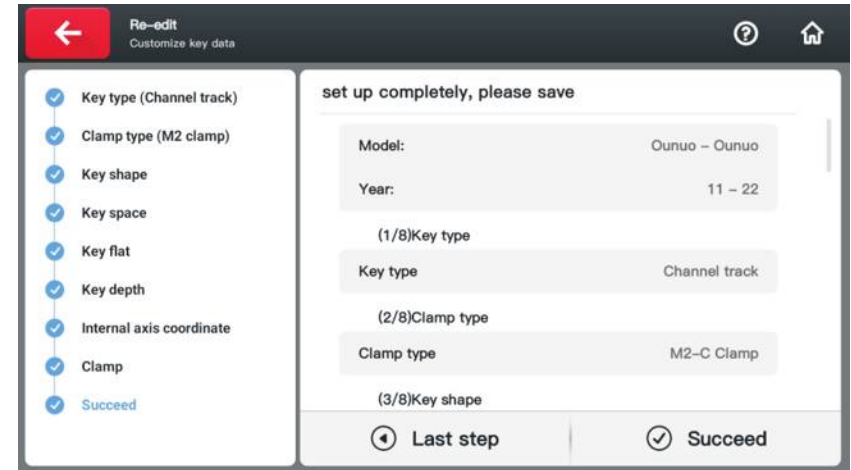 Re-edit
Customize key data
Key type (Channel track)
Clamp type (M2 clamp)
Key shape
Key space
Key flat
Key depth
Internal axis coordinate
Clamp
Succeed
set up completely, please save
Model: Ounuo - Ounuo
Year: 11 - 22
(1/8)Key type
Key type Channel track
(2/8)Clamp type
Clamp type M2-C Clamp
(3/8)Key shape
Last step
Succeed